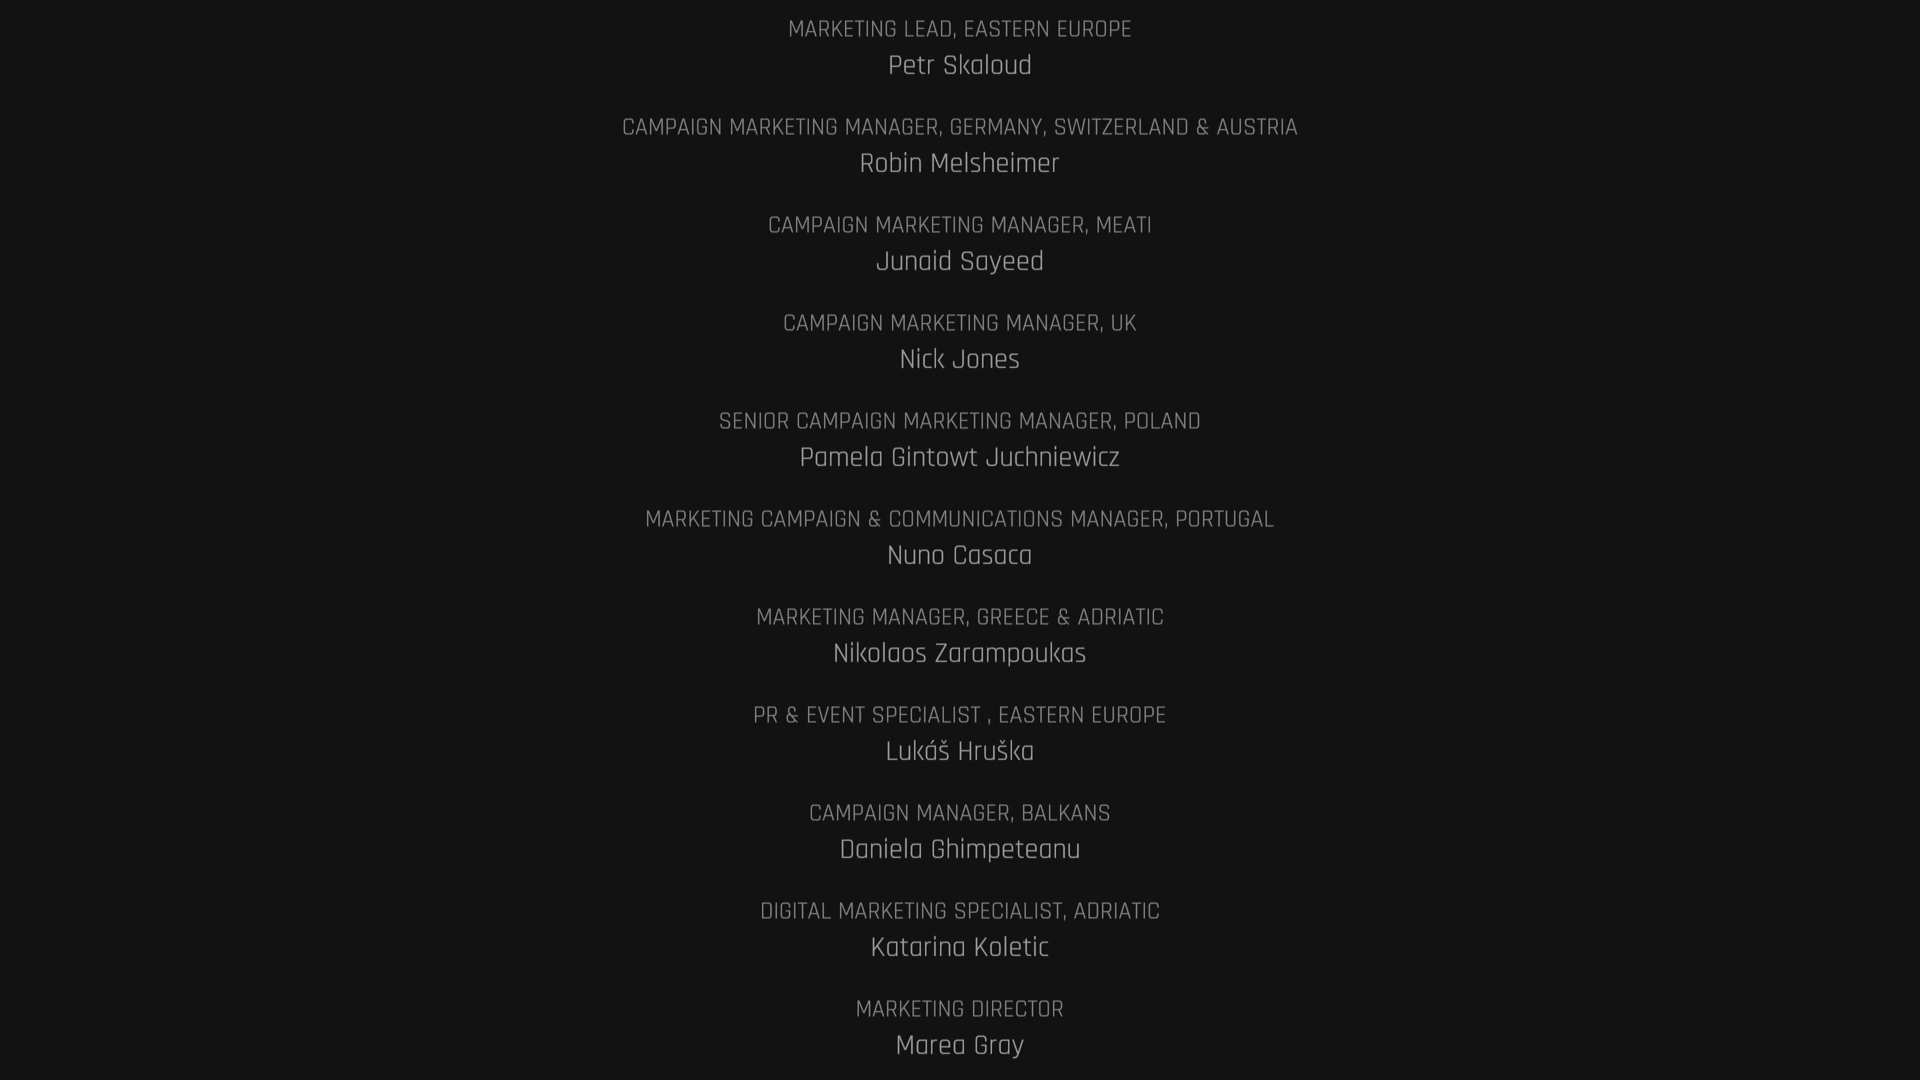 MARKETING LEAD, EASTERN EUROPE
Petr Skaloud
CAMPAIGN MARKETING MANAGER, GERMANY, SWITZERLAND & AUSTRIA
Robin Melsheimer
CAMPAIGN MARKETING MANAGER, MEATI
Junaid Sayeed
CAMPAIGN MARKETING MANAGER, UK
Nick Jones
SENIOR CAMPAIGN MARKETING MANAGER, POLAND
Pamela Gintowt Juchniewicz
MARKETING CAMPAIGN & COMMUNICATIONS MANAGER, PORTUGAL
Nuno Casaca
MARKETING MANAGER, GREECE & ADRIATIC
Nikolaos Zarampoukas
PR & EVENT SPECIALIST , EASTERN EUROPE
Lukáš Hruška
CAMPAIGN MANAGER, BALKANS
Daniela Ghimpeteanu
DIGITAL MARKETING SPECIALIST, ADRIATIC
Katarina Koletic
MARKETING DIRECTOR
Marea Gray